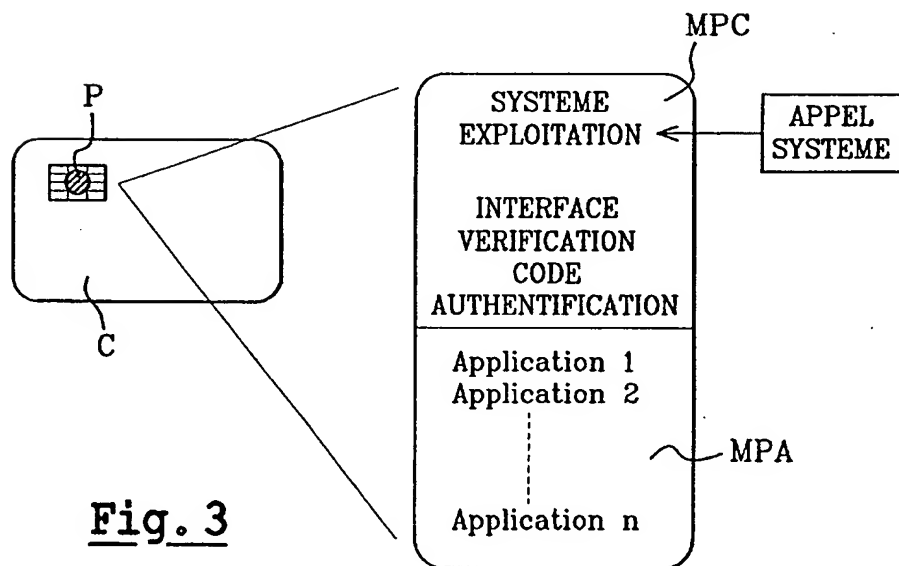 MPC
P
SYSTEME
EXPLOITATION
APPEL
SYSTEME
INTERFACE
VERIFICATION
CODE
AUTHENTIFICATION
C
Application 1
Application 2
MPA
Application n
Fig. 3